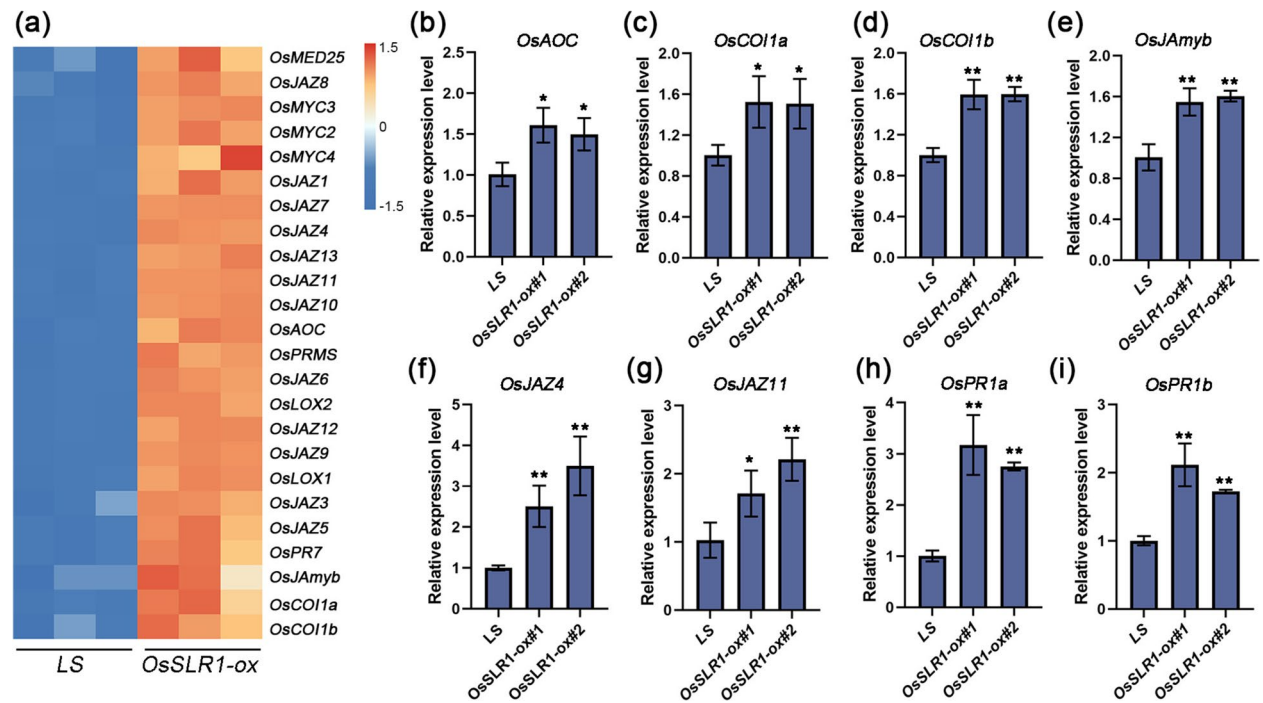 (a)
OsMED25
OsJAZ8
OsMYC3
OsMYC2
OsMYC4
OsJAZ1
OsJAZ7
OsJAZ4
OsJAZ13
OsJAZ11
OsJAZ10
OsAOC
OsPRMS
OsJAZ6
OsLOX2
OsJAZ12
OsJAZ9
OsLOX1
OsJAZ3
OsJAZ5
OsPR7
OsJAmyb
OsCOI1a
OsCOI1b
LS OsSLR1-ox
1.5
0
-1.5
(b)
OsAOC
Relative expression level
2.5
2.0
1.5
1.0
0.5
0.0
* *
LS OsSLR1-ox#1 OsSLR1-ox#2
(c)
OsCOI1a
Relative expression level
2.0
1.6
1.2
0.8
0.4
0.0
* *
LS OsSLR1-ox#1 OsSLR1-ox#2
(d)
OsCOI1b
Relative expression level
2.0
1.6
1.2
0.8
0.4
0.0
** **
LS OsSLR1-ox#1 OsSLR1-ox#2
(e)
OsJAmyb
Relative expression level
2.0
1.6
1.2
0.8
0.4
0.0
** **
LS OsSLR1-ox#1 OsSLR1-ox#2
(f)
OsJAZ4
Relative expression level
5
4
3
2
1
0
** **
LS OsSLR1-ox#1 OsSLR1-ox#2
(g)
OsJAZ11
Relative expression level
3
2
1
0
* **
LS OsSLR1-ox#1 OsSLR1-ox#2
(h)
OsPR1a
Relative expression level
4
3
2
1
0
** **
LS OsSLR1-ox#1 OsSLR1-ox#2
(i)
OsPR1b
Relative expression level
3
2
1
0
** **
LS OsSLR1-ox#1 OsSLR1-ox#2